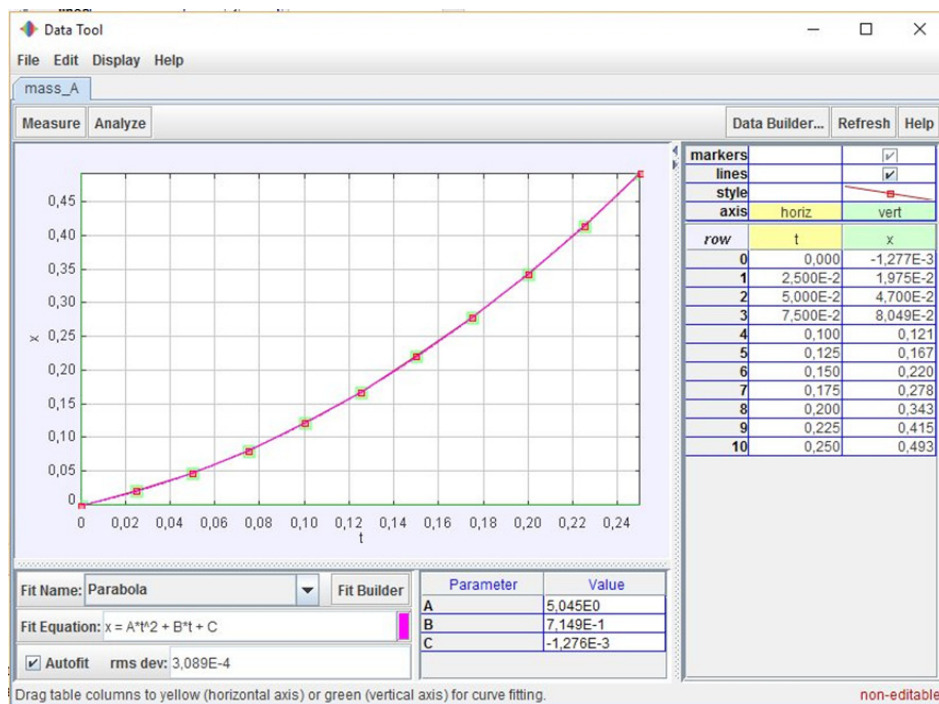 Data Tool
File Edit Display Help
mass_A
Measure Analyze Data Builder... Refresh Help
0,45
0,40
0,35
0,30
0,25
0,20
0,15
0,10
0,05
0
x
0 0,02 0,04 0,06 0,08 0,10 0,12 0,14 0,16 0,18 0,20 0,22 0,24
t
markers
lines
style
axis horiz vert
row t x
0 0,000 -1,277E-3
1 2,500E-2 1,975E-2
2 5,000E-2 4,700E-2
3 7,500E-2 8,049E-2
4 0,100 0,121
5 0,125 0,167
6 0,150 0,220
7 0,175 0,278
8 0,200 0,343
9 0,225 0,415
10 0,250 0,493
Fit Name: Parabola Fit Builder
Fit Equation: x = A*t^2 + B*t + C
Autofit rms dev: 3,089E-4
Parameter Value
A 5,045E0
B 7,149E-1
C -1,276E-3
Drag table columns to yellow (horizontal axis) or green (vertical axis) for curve fitting. non-editable